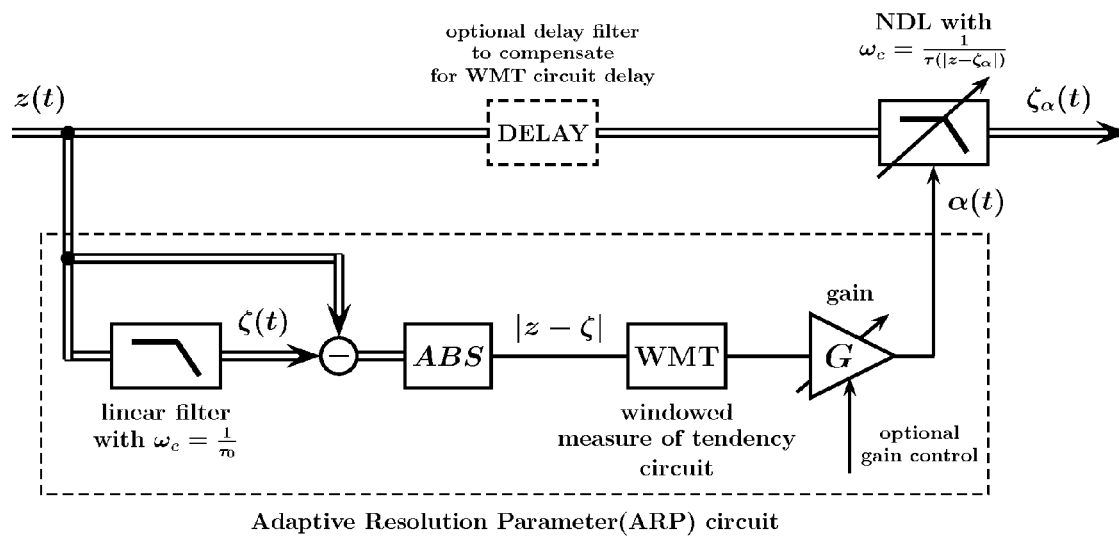 optional delay filter
to compensate
for WMT circuit delay
NDL with
ω_c = 1/τ(|z−ζ_α|)
z(t)
DELAY
ζ_α(t)
α(t)
ζ(t)
−
ABS
|z − ζ|
WMT
gain
G
linear filter
with ω_c = 1/τ_0
windowed
measure of tendency
circuit
optional
gain control
Adaptive Resolution Parameter(ARP) circuit